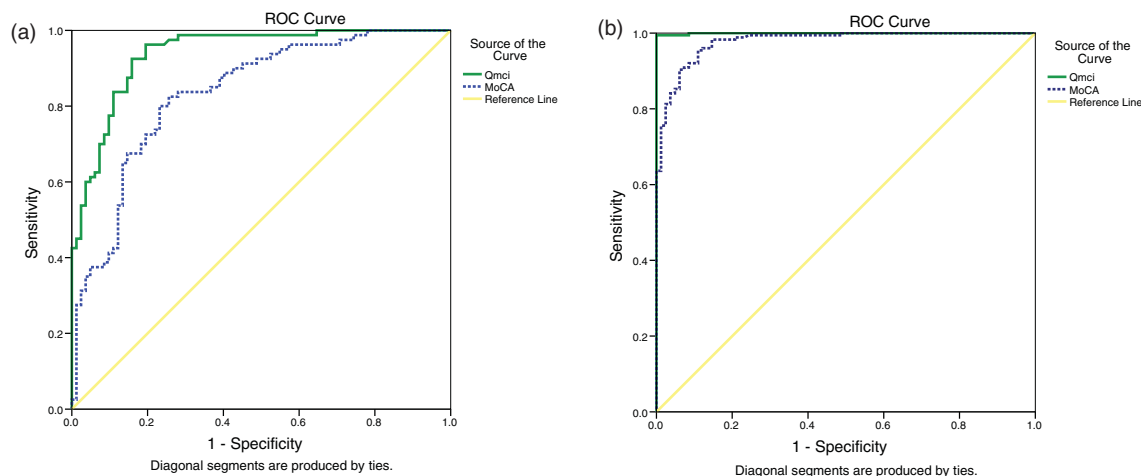 (a)
ROC Curve
1.0
0.8
0.6
0.4
0.2
0.0
Sensitivity
0.0 0.2 0.4 0.6 0.8 1.0
1 - Specificity
Diagonal segments are produced by ties.
Source of the
Curve
Qmci
MoCA
Reference Line
(b)
ROC Curve
1.0
0.8
0.6
0.4
0.2
0.0
Sensitivity
0.0 0.2 0.4 0.6 0.8 1.0
1 - Specificity
Diagonal segments are produced by ties.
Source of the
Curve
Qmci
MoCA
Reference Line